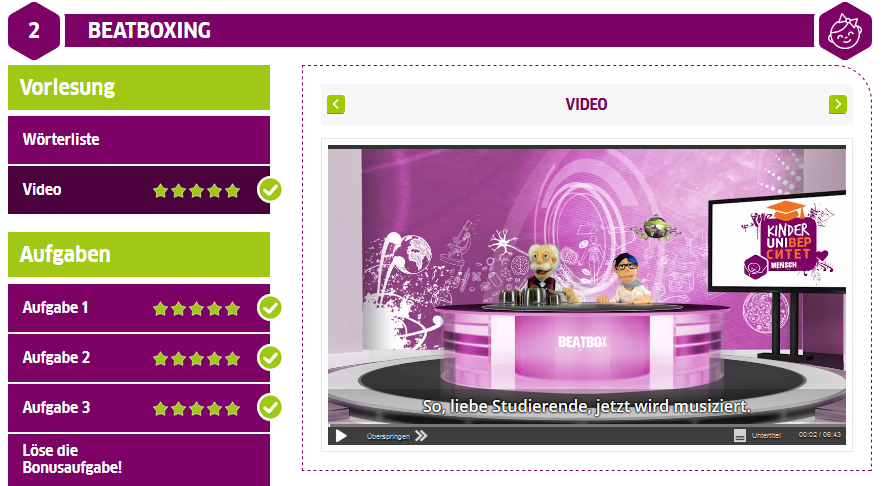 2
BEATBOXING
Vorlesung
Wörterliste
Video
Aufgaben
Aufgabe 1
Aufgabe 2
Aufgabe 3
Löse die
Bonusaufgabe!
VIDEO
KINDER
UNIВЕР
СИТЕТ
MENSCH
BEATBOX
So, liebe Studierende, jetzt wird musiziert.
Überspringen
Untertitel
00:02 / 06:43